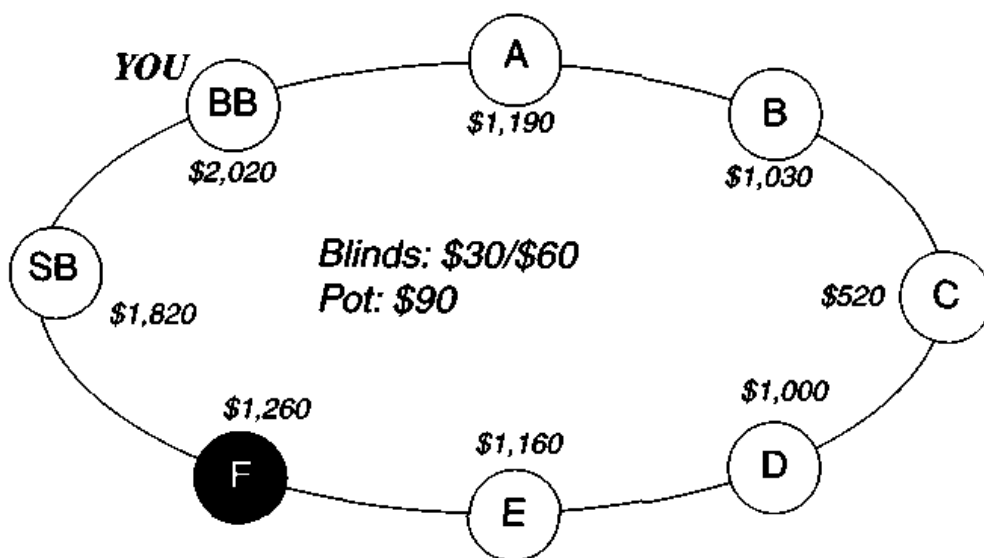 YOU
BB
$2,020
A
$1,190
B
$1,030
SB
$1,820
Blinds: $30/$60
Pot: $90
$520
C
$1,260
F
$1,160
E
$1,000
D